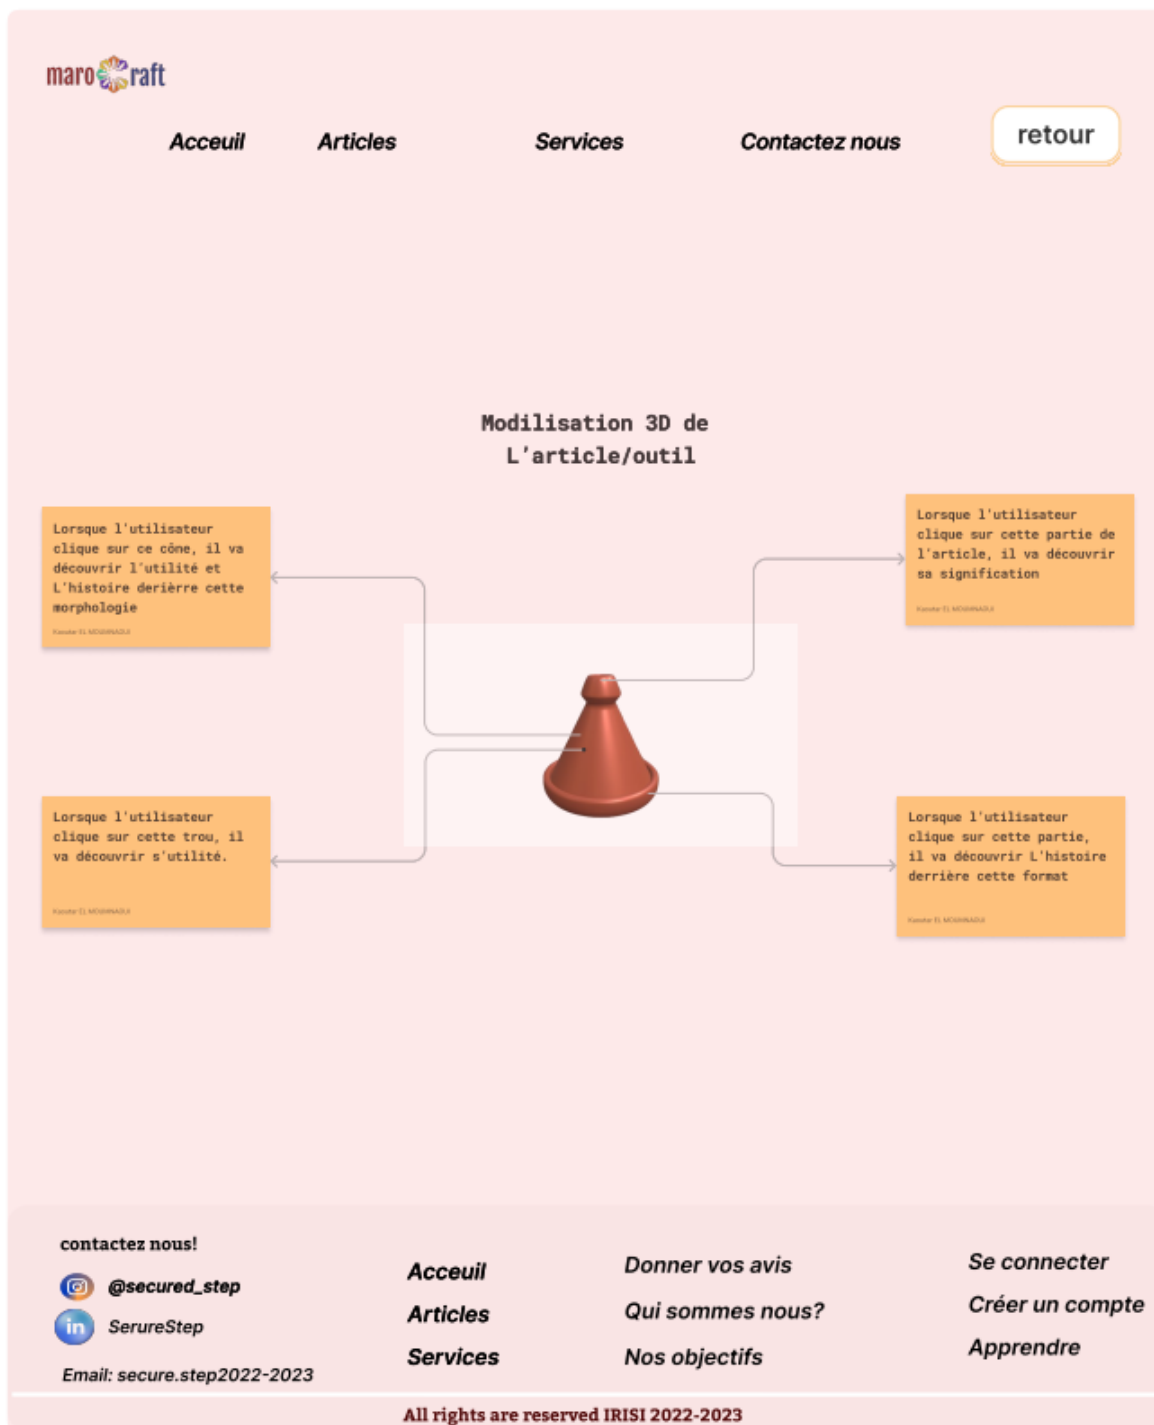 maro raft
Acceuil
Articles
Services
Contactez nous
retour
Modilisation 3D de
L'article/outil
Lorsque l'utilisateur
clique sur ce cône, il va
découvrir l'utilité et
L'histoire derièrre cette
morphologie
Lorsque l'utilisateur
clique sur cette partie de
l'article, il va découvrir
sa signification
Lorsque l'utilisateur
clique sur cette trou, il
va découvrir s'utilité.
Lorsque l'utilisateur
clique sur cette partie,
il va découvrir L'histoire
derrière cette format
contactez nous!
@secured_step
in
SerureStep
Email: secure.step2022-2023
Acceuil
Articles
Services
Donner vos avis
Qui sommes nous?
Nos objectifs
Se connecter
Créer un compte
Apprendre
All rights are reserved IRISI 2022-2023